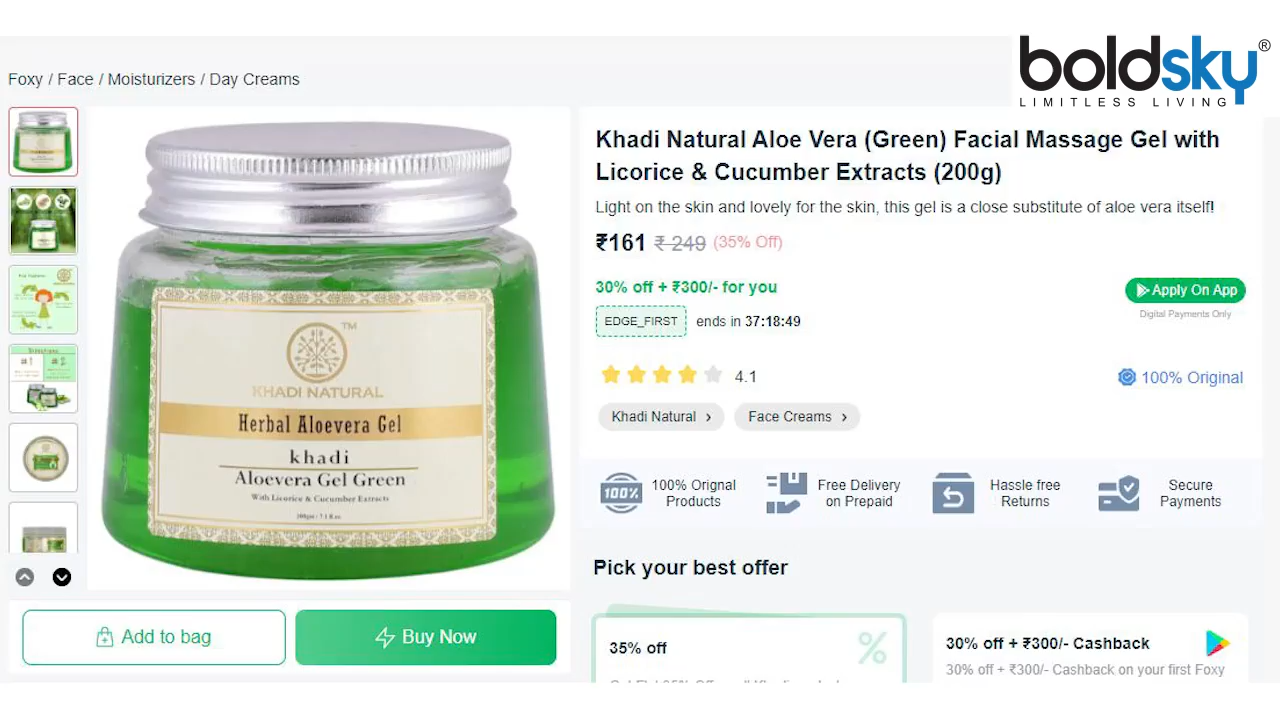 boldsky®
LIMITLESS LIVING
Foxy / Face / Moisturizers / Day Creams
Khadi Natural Aloe Vera (Green) Facial Massage Gel with
Licorice & Cucumber Extracts (200g)
Light on the skin and lovely for the skin, this gel is a close substitute of aloe vera itself!
₹161 ₹ 249 (35% Off)
30% off + ₹300/- for you
Apply On App
EDGE_FIRST ends in 37:18:49
Digital Payments Only
4.1
100% Original
Khadi Natural ›
Face Creams ›
100%
100% Orignal
Products
Free Delivery
on Prepaid
Hassle free
Returns
Secure
Payments
TM
KHADI NATURAL
Herbal Aloevera Gel
khadi
Aloevera Gel Green
With Licorice & Cucumber Extracts
Add to bag
Buy Now
Pick your best offer
35% off
%
30% off + ₹300/- Cashback
30% off + ₹300/- Cashback on your first Foxy